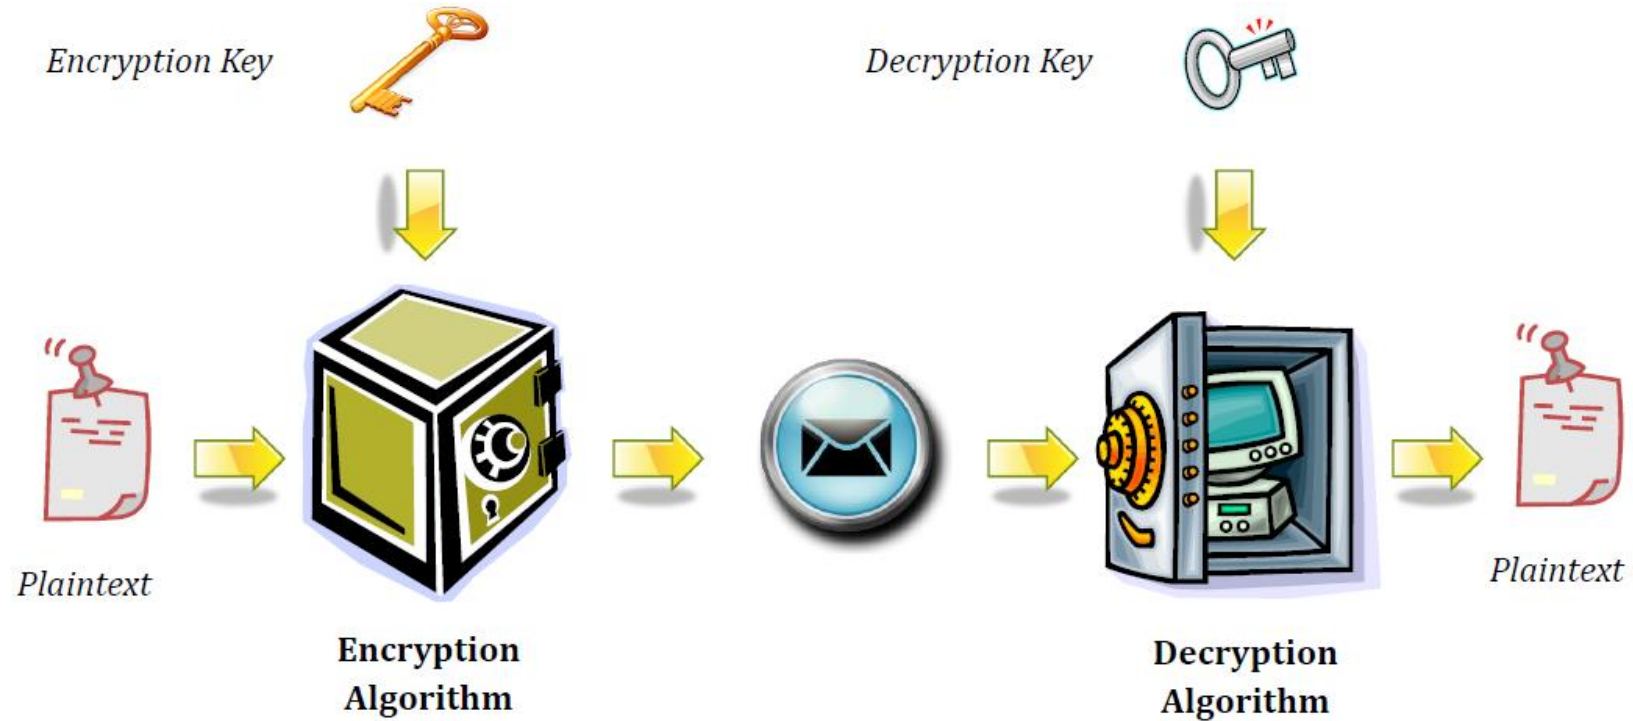 Encryption Key
Decryption Key
Plaintext
Plaintext
Encryption
Algorithm
Decryption
Algorithm